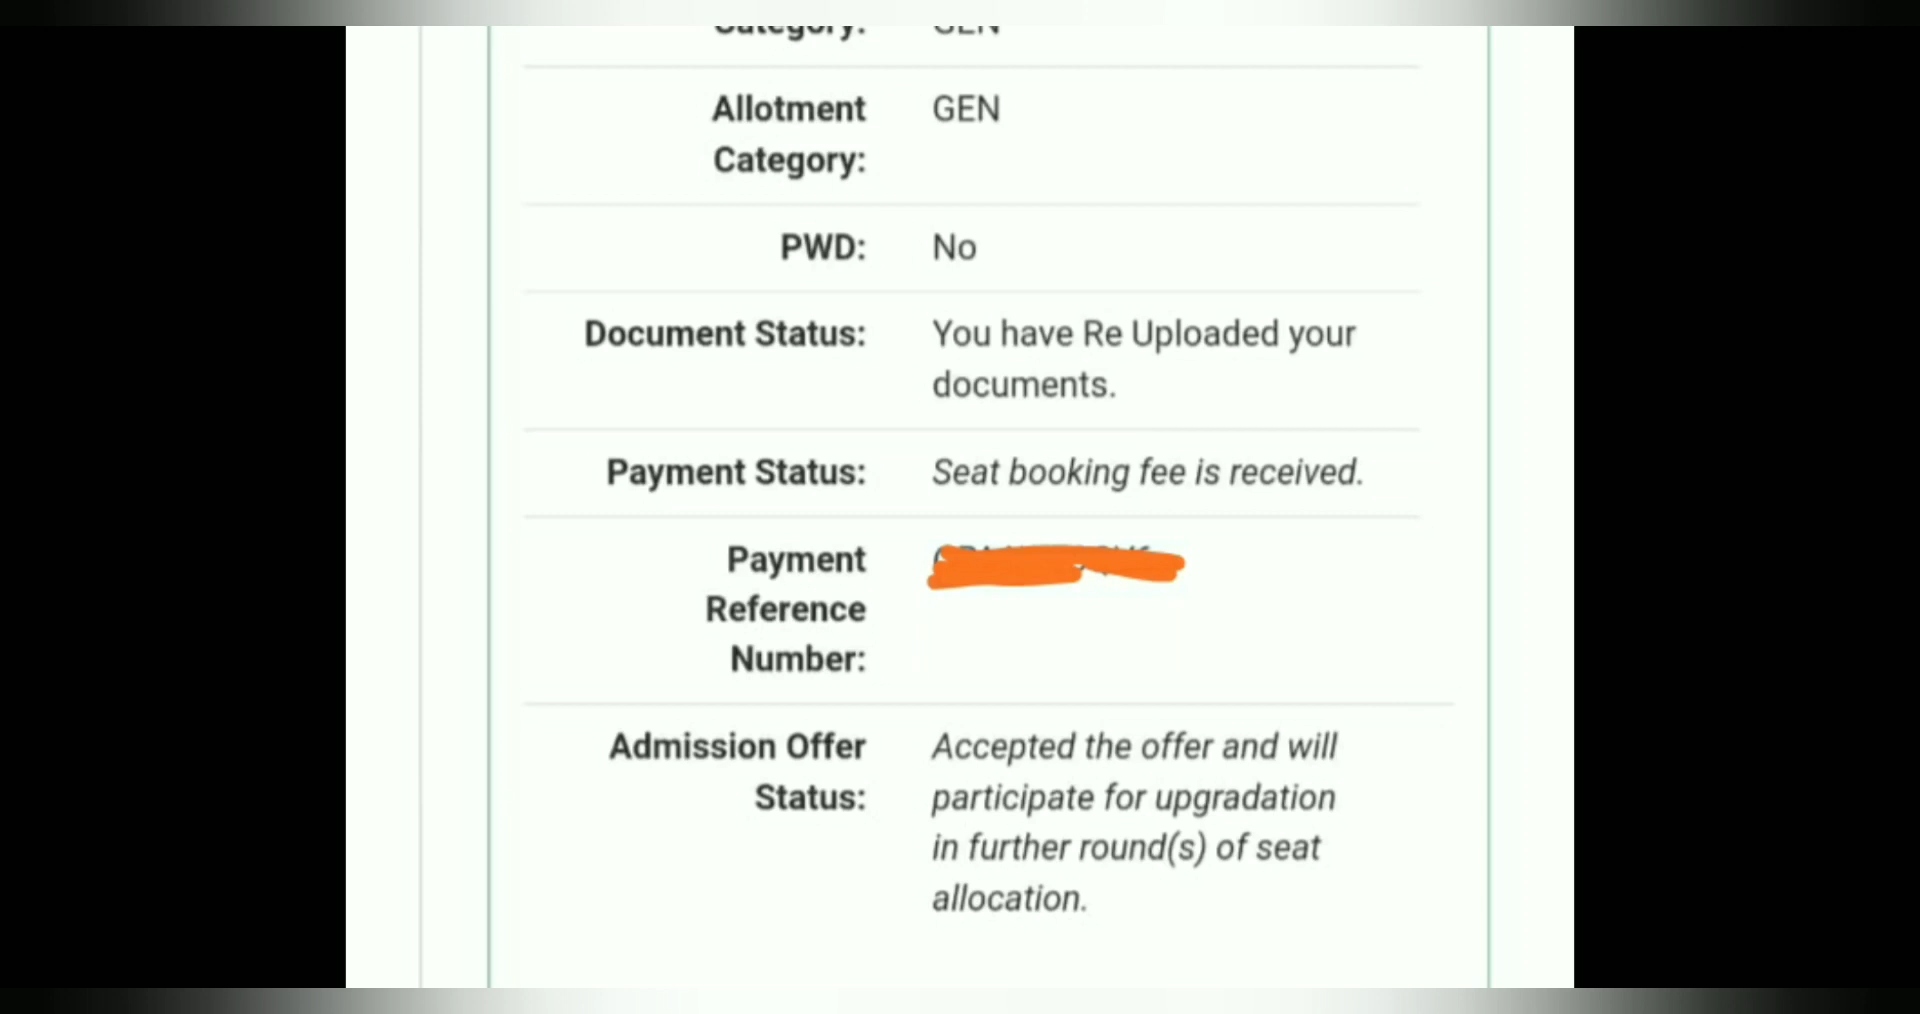 Category: GEN
Allotment GEN
Category:
PWD: No
Document Status: You have Re Uploaded your
documents.
Payment Status: Seat booking fee is received.
Payment
Reference
Number:
Admission Offer Accepted the offer and will
Status: participate for upgradation
in further round(s) of seat
allocation.